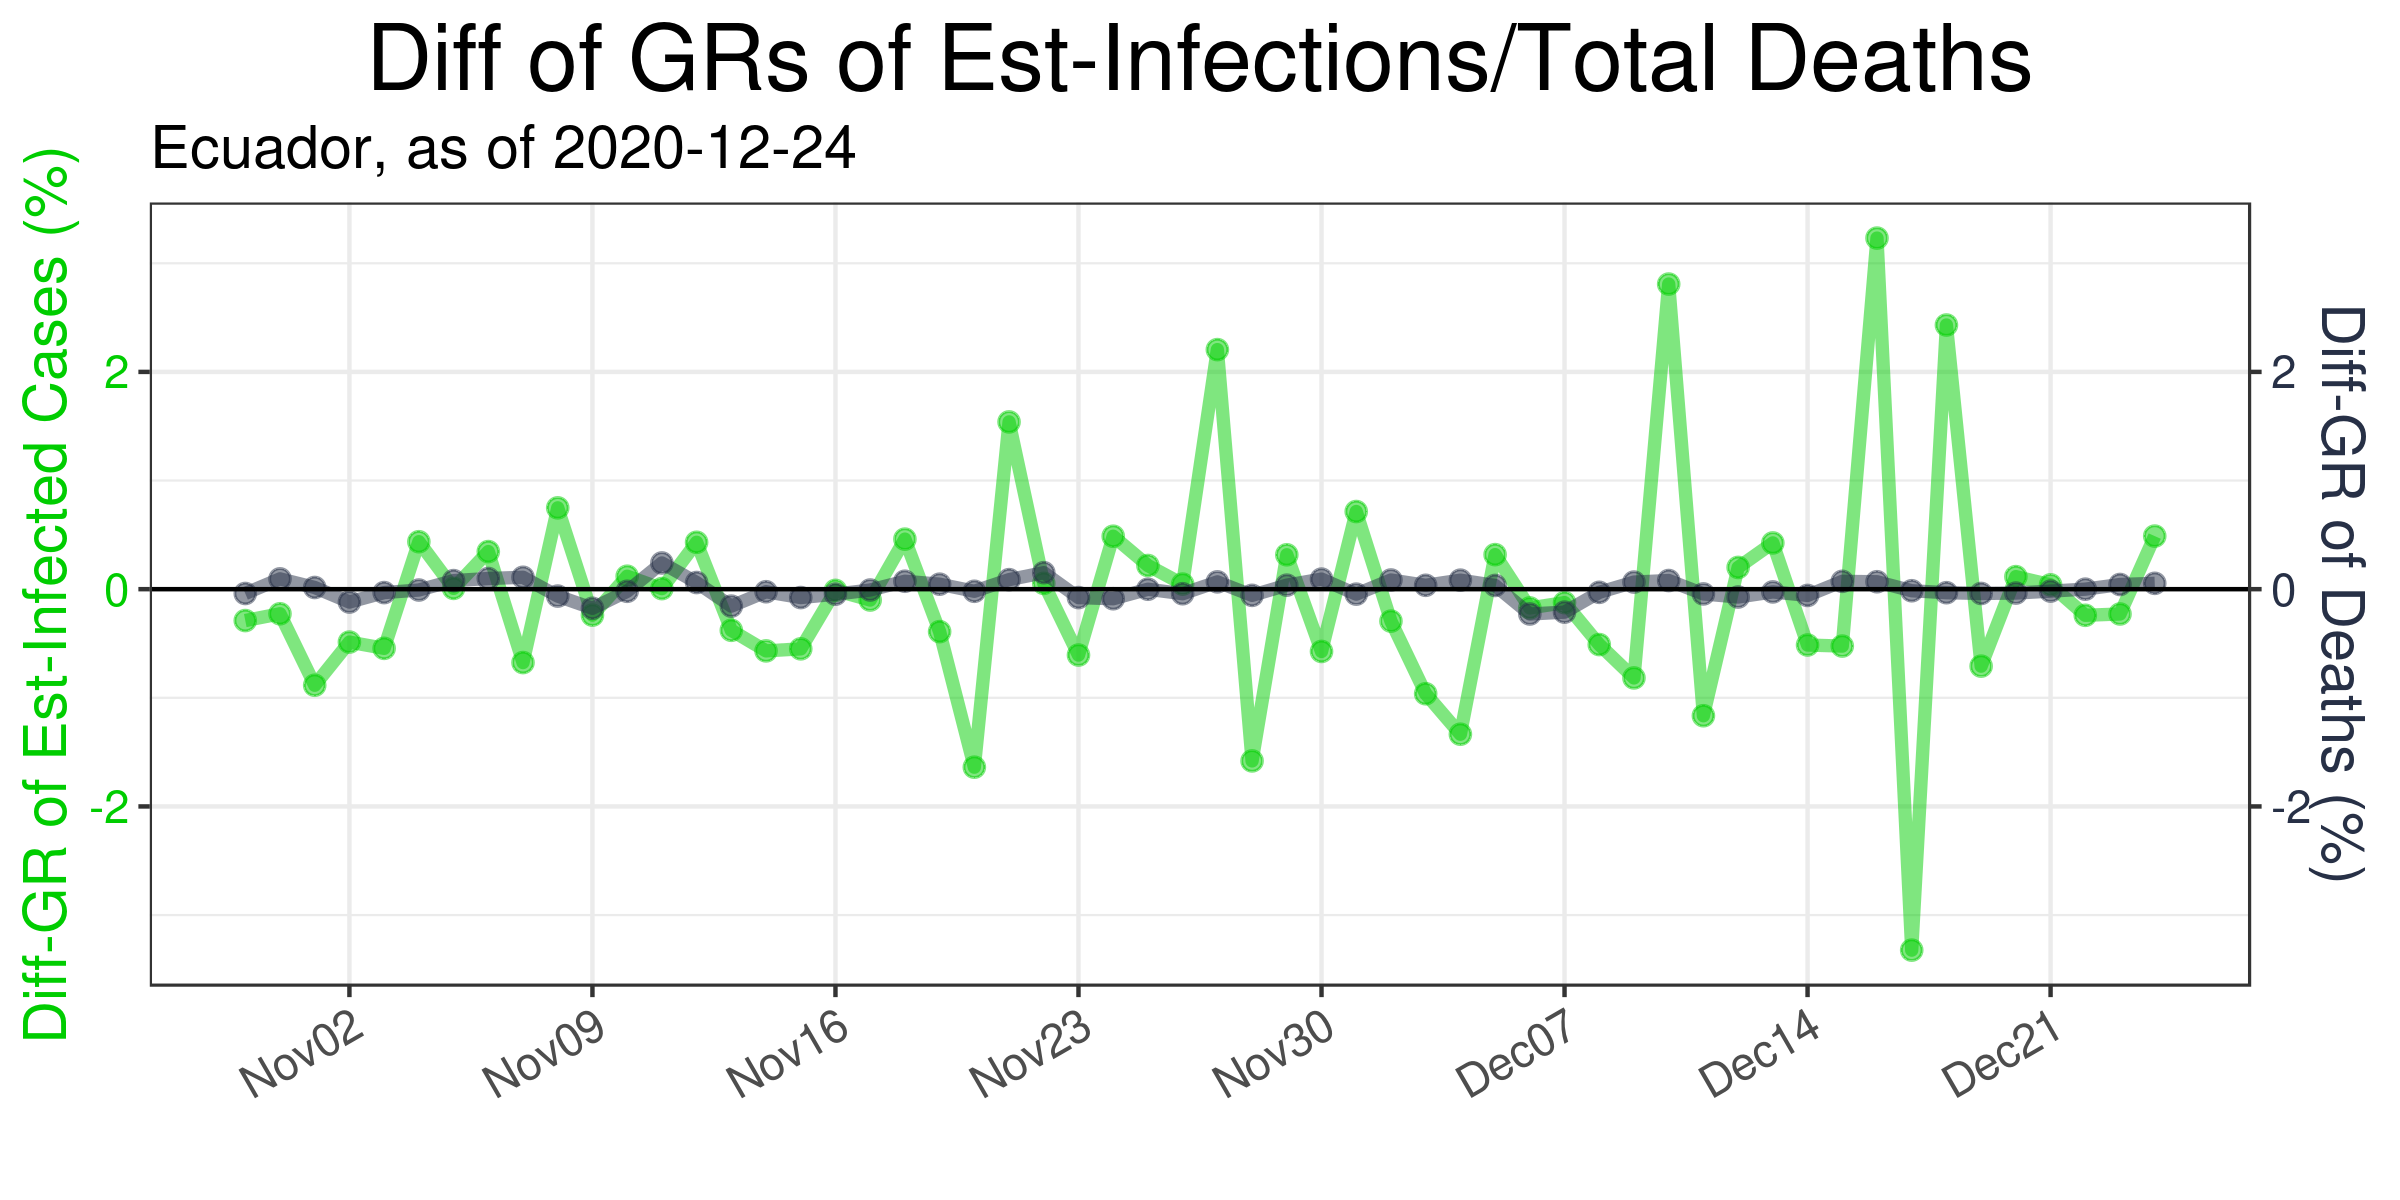 Diff of GRs of Est-Infections/Total Deaths
Ecuador, as of 2020-12-24
Diff-GR of Est-Infected Cases (%)
2
0
-2
2
0
-2
Diff-GR of Deaths (%)
Nov02
Nov09
Nov16
Nov23
Nov30
Dec07
Dec14
Dec21